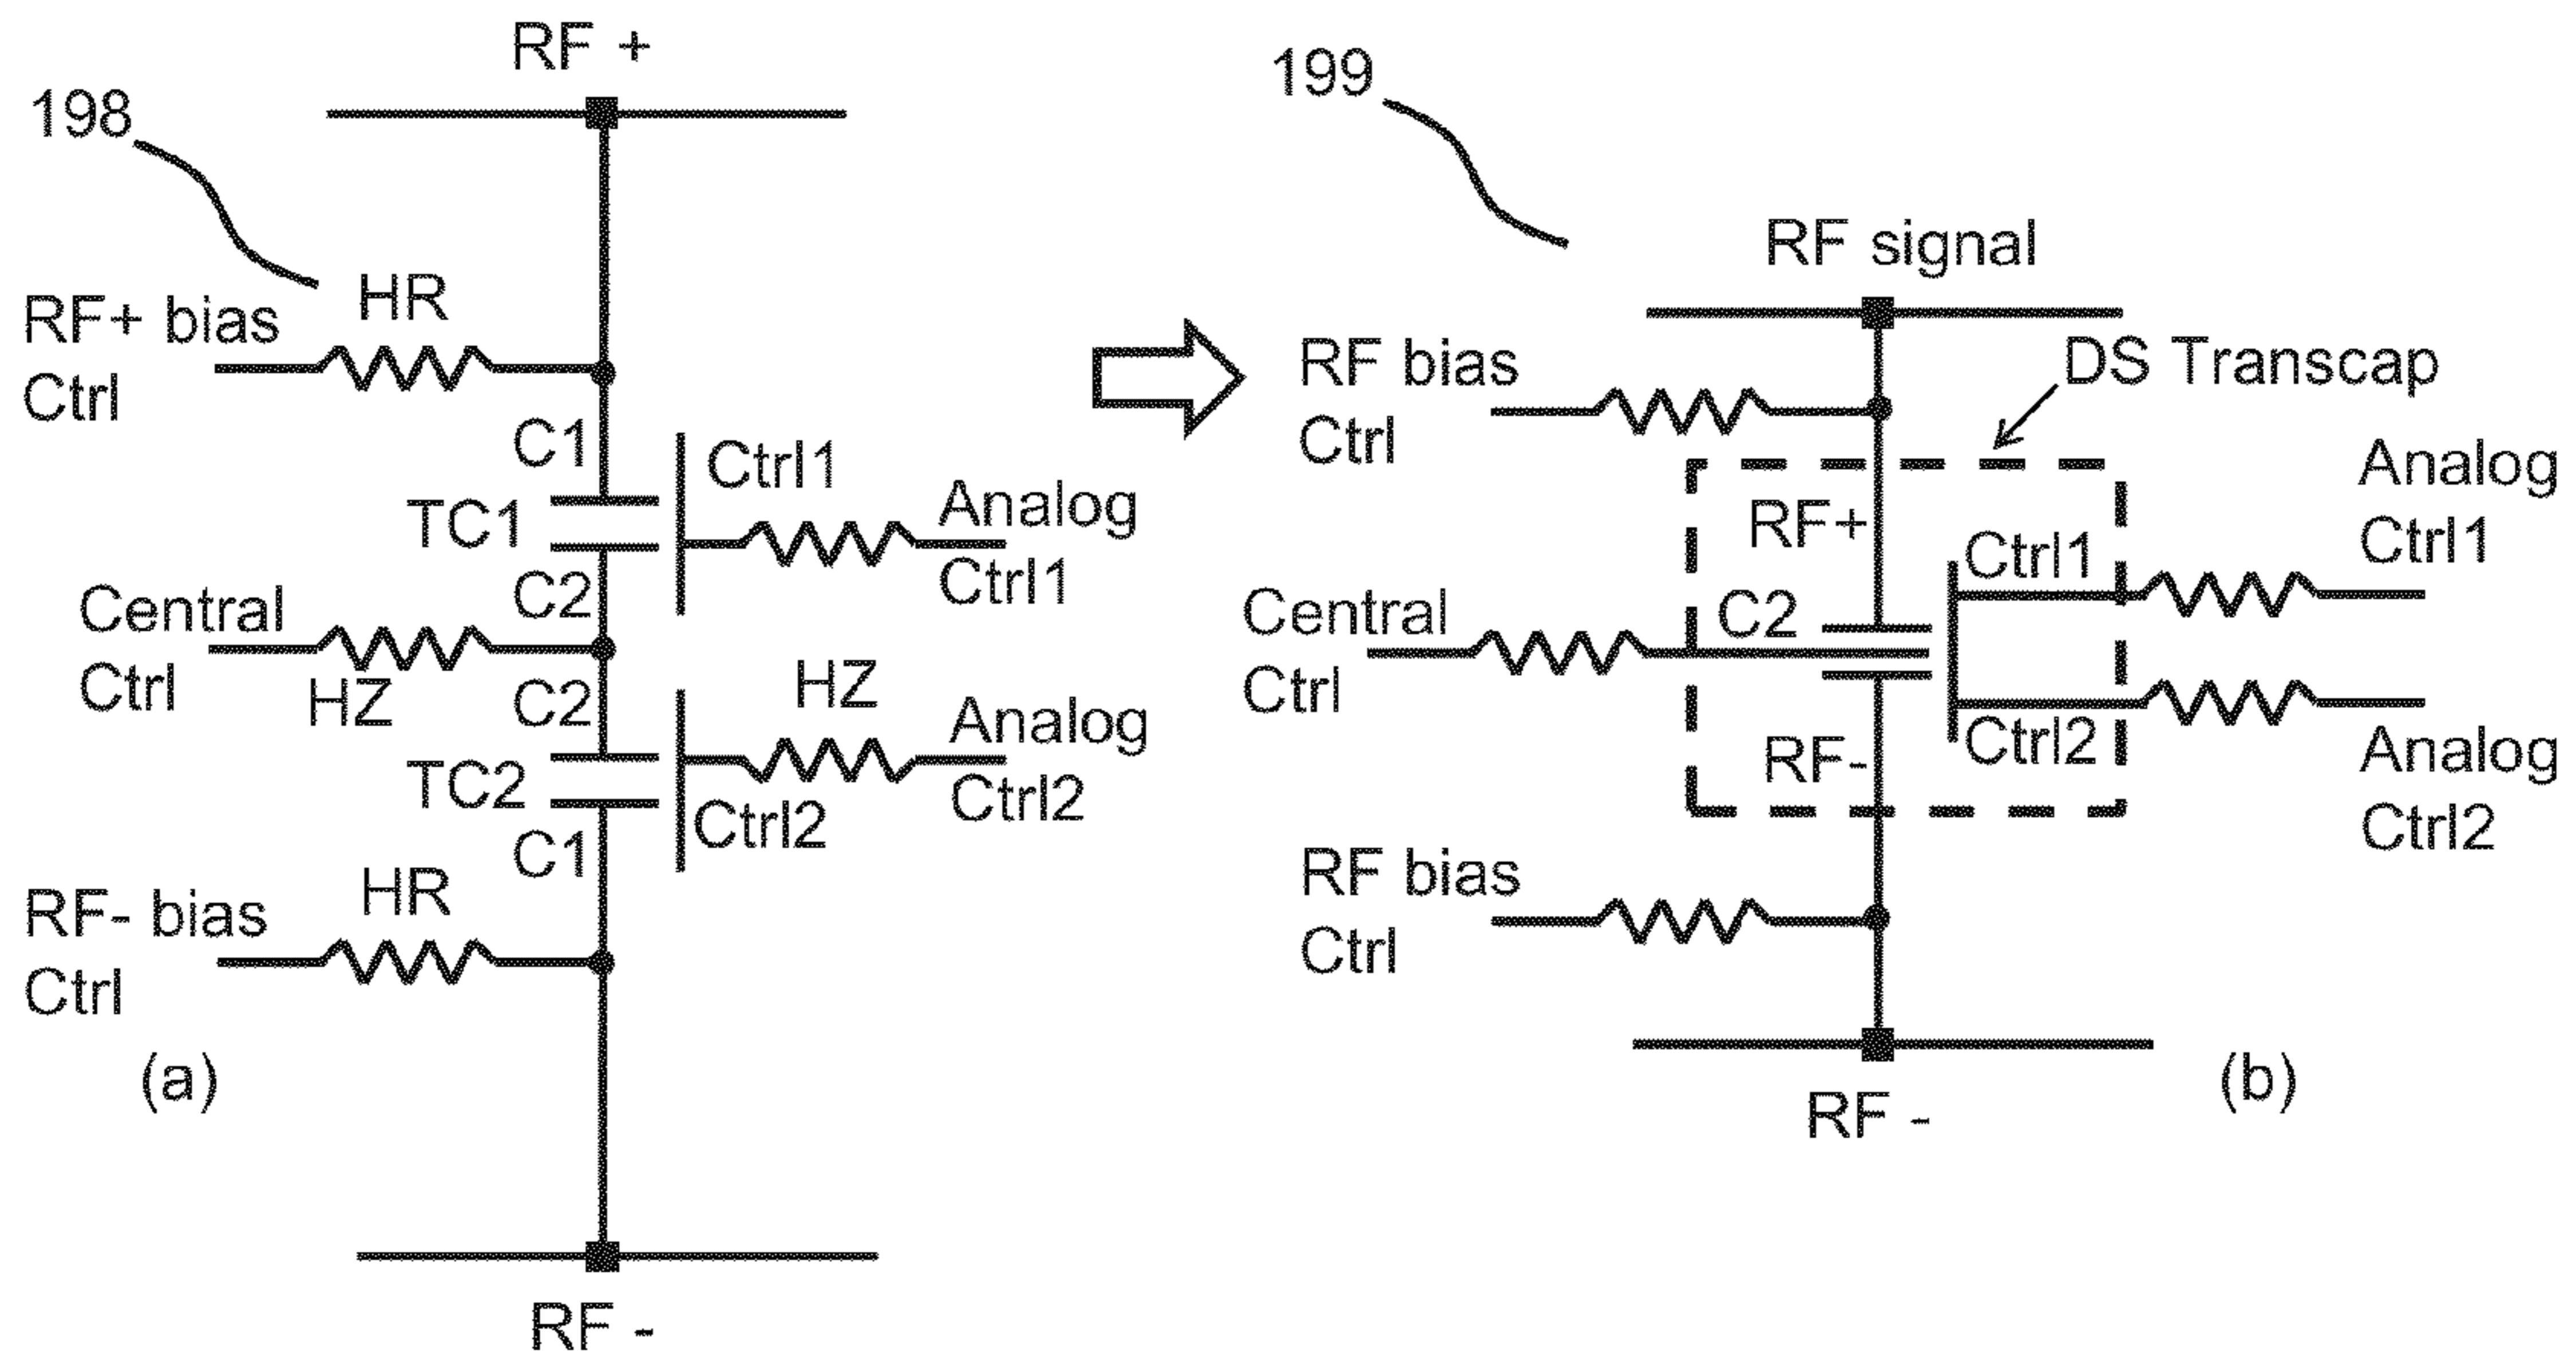 RF +
198
HR
RF+ bias
Ctrl
C1
Ctrl1
TC1
Analog
Ctrl1
C2
Central
Ctrl
HZ
C2
HZ
Analog
Ctrl2
TC2
Ctrl2
C1
HR
RF- bias
Ctrl
(a)
RF -
199
RF signal
RF bias
Ctrl
DS Transcap
RF+
Analog
Ctrl1
Ctrl1
Central
Ctrl
C2
Ctrl2
RF-
Analog
Ctrl2
RF bias
Ctrl
RF -
(b)